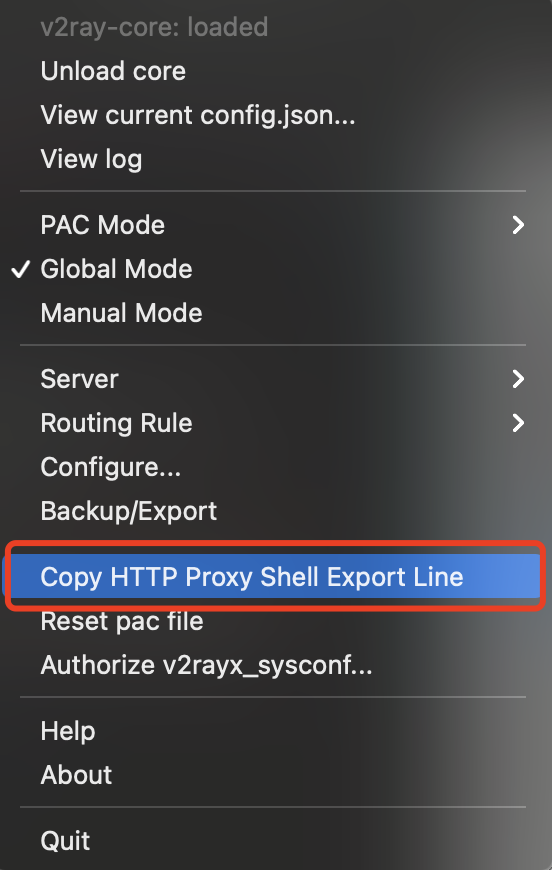 v2ray-core: loaded
Unload core
View current config.json...
View log
PAC Mode
Global Mode
Manual Mode
Server
Routing Rule
Configure...
Backup/Export
Copy HTTP Proxy Shell Export Line
Reset pac file
Authorize v2rayx_sysconf...
Help
About
Quit